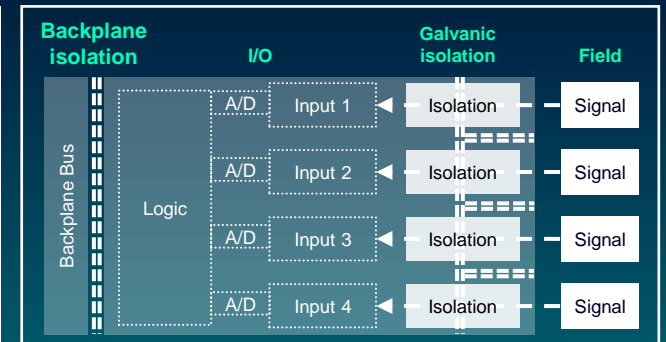 Backplane
isolation
I/O
Galvanic
isolation
Field
Backplane Bus
Logic
A/D
Input 1
Isolation
Signal
A/D
Input 2
Isolation
Signal
A/D
Input 3
Isolation
Signal
A/D
Input 4
Isolation
Signal